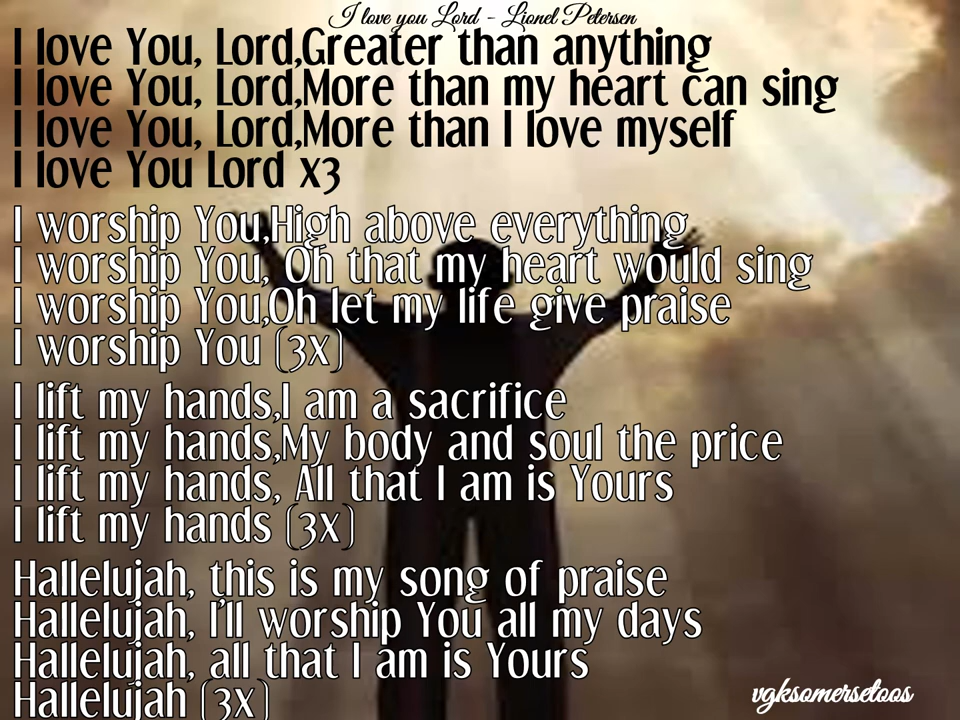 I love you Lord - Lionel Petersen
I love You, Lord,Greater than anything
I love You, Lord,More than my heart can sing
I love You, Lord,More than I love myself
I love You Lord x3
I worship You,High above everything
I worship You, Oh that my heart would sing
I worship You,Oh let my life give praise
I worship You (3x)
I lift my hands,I am a sacrifice
I lift my hands,My body and soul the price
I lift my hands, All that I am is Yours
I lift my hands (3x)
Hallelujah, this is my song of praise
Hallelujah, I'll worship You all my days
Hallelujah, all that I am is Yours
Hallelujah (3x)
vgksomersetoos